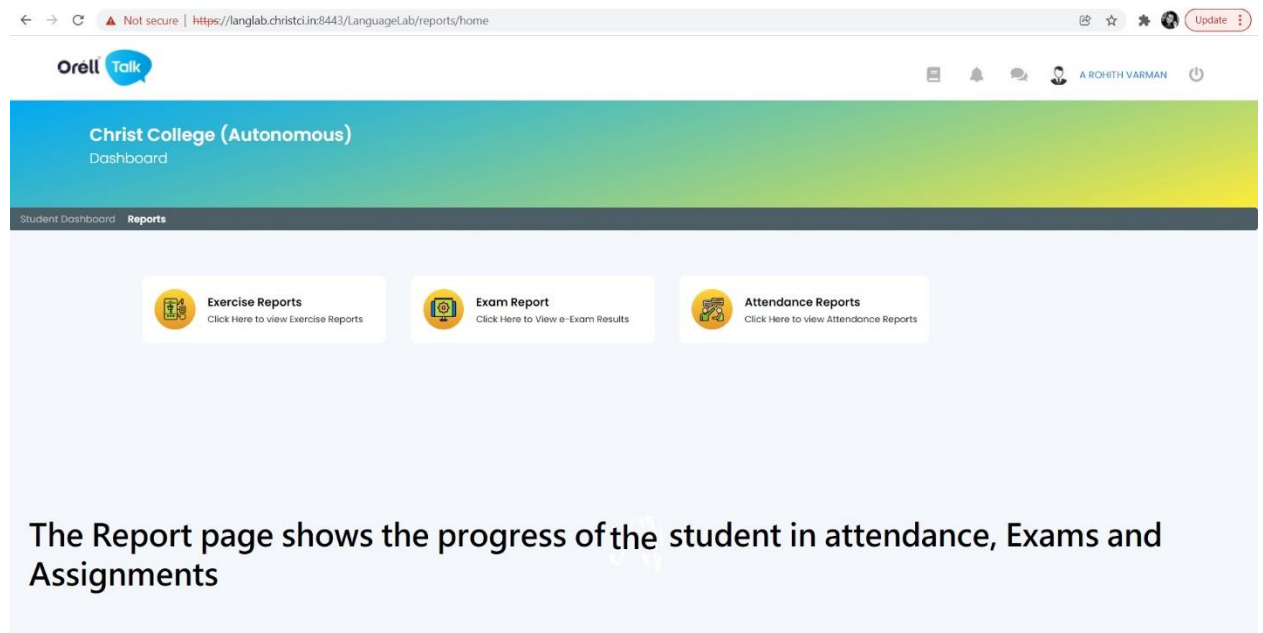 Not secure | https://langlab.christci.in:8443/LanguageLab/reports/home
Update
Orell Talk
A ROHITH VARMAN
Christ College (Autonomous)
Dashboard
Student Dashboard Reports
Exercise Reports
Click Here to view Exercise Reports
Exam Report
Click Here to View e-Exam Results
Attendance Reports
Click Here to view Attendance Reports
The Report page shows the progress of the student in attendance, Exams and
Assignments